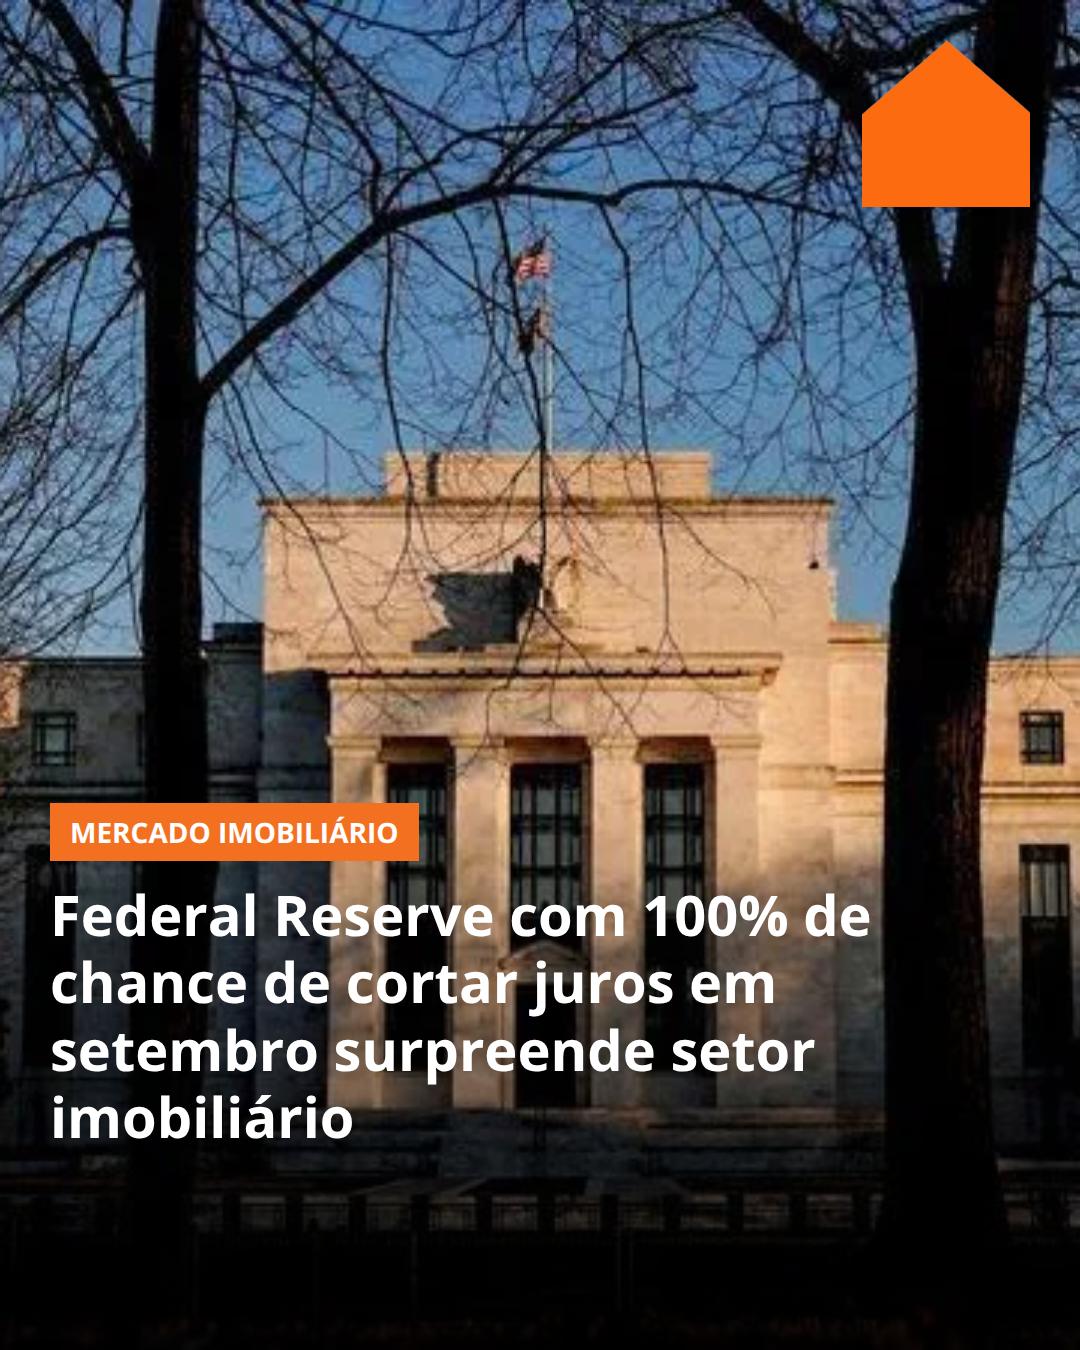 MERCADO IMOBILIÁRIO
Federal Reserve com 100% de
chance de cortar juros em
setembro surpreende setor
imobiliário